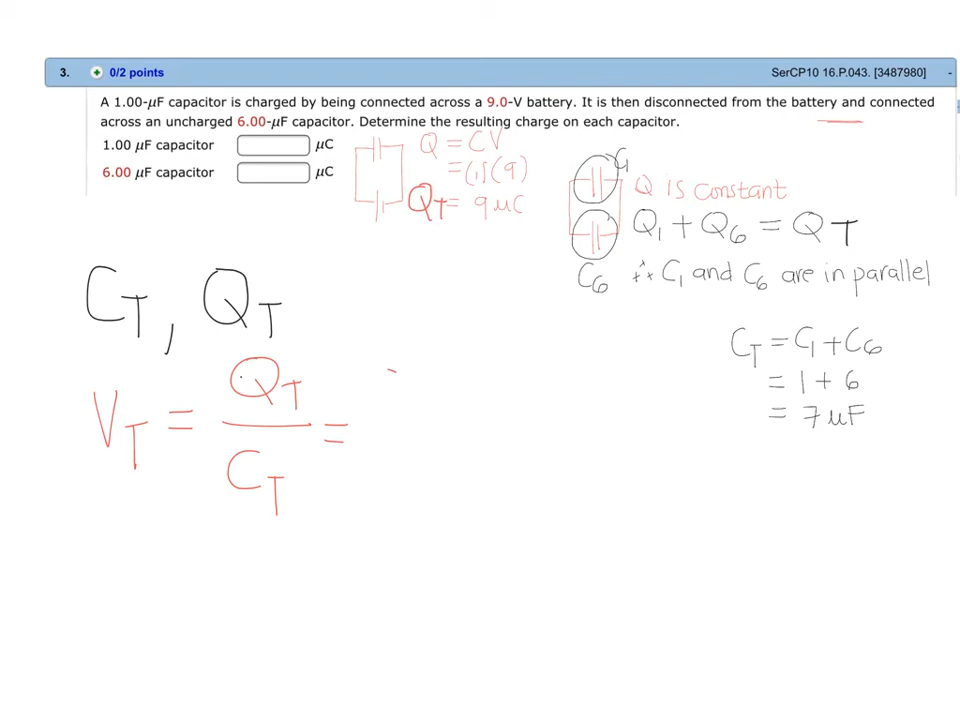 3. 0/2 points SerCP10 16.P.043. [3487980] -
A 1.00-μF capacitor is charged by being connected across a 9.0-V battery. It is then disconnected from the battery and connected
across an uncharged 6.00-μF capacitor. Determine the resulting charge on each capacitor.
1.00 μF capacitor μC
6.00 μF capacitor μC
Q = CV
= (1)(9)
QT = 9 μC
C1
Q is constant
Q1 + Q6 = QT
C6 ∴ C1 and C6 are in parallel
CT, QT
CT = C1 + C6
= 1 + 6
= 7 μF
VT = QT / CT =